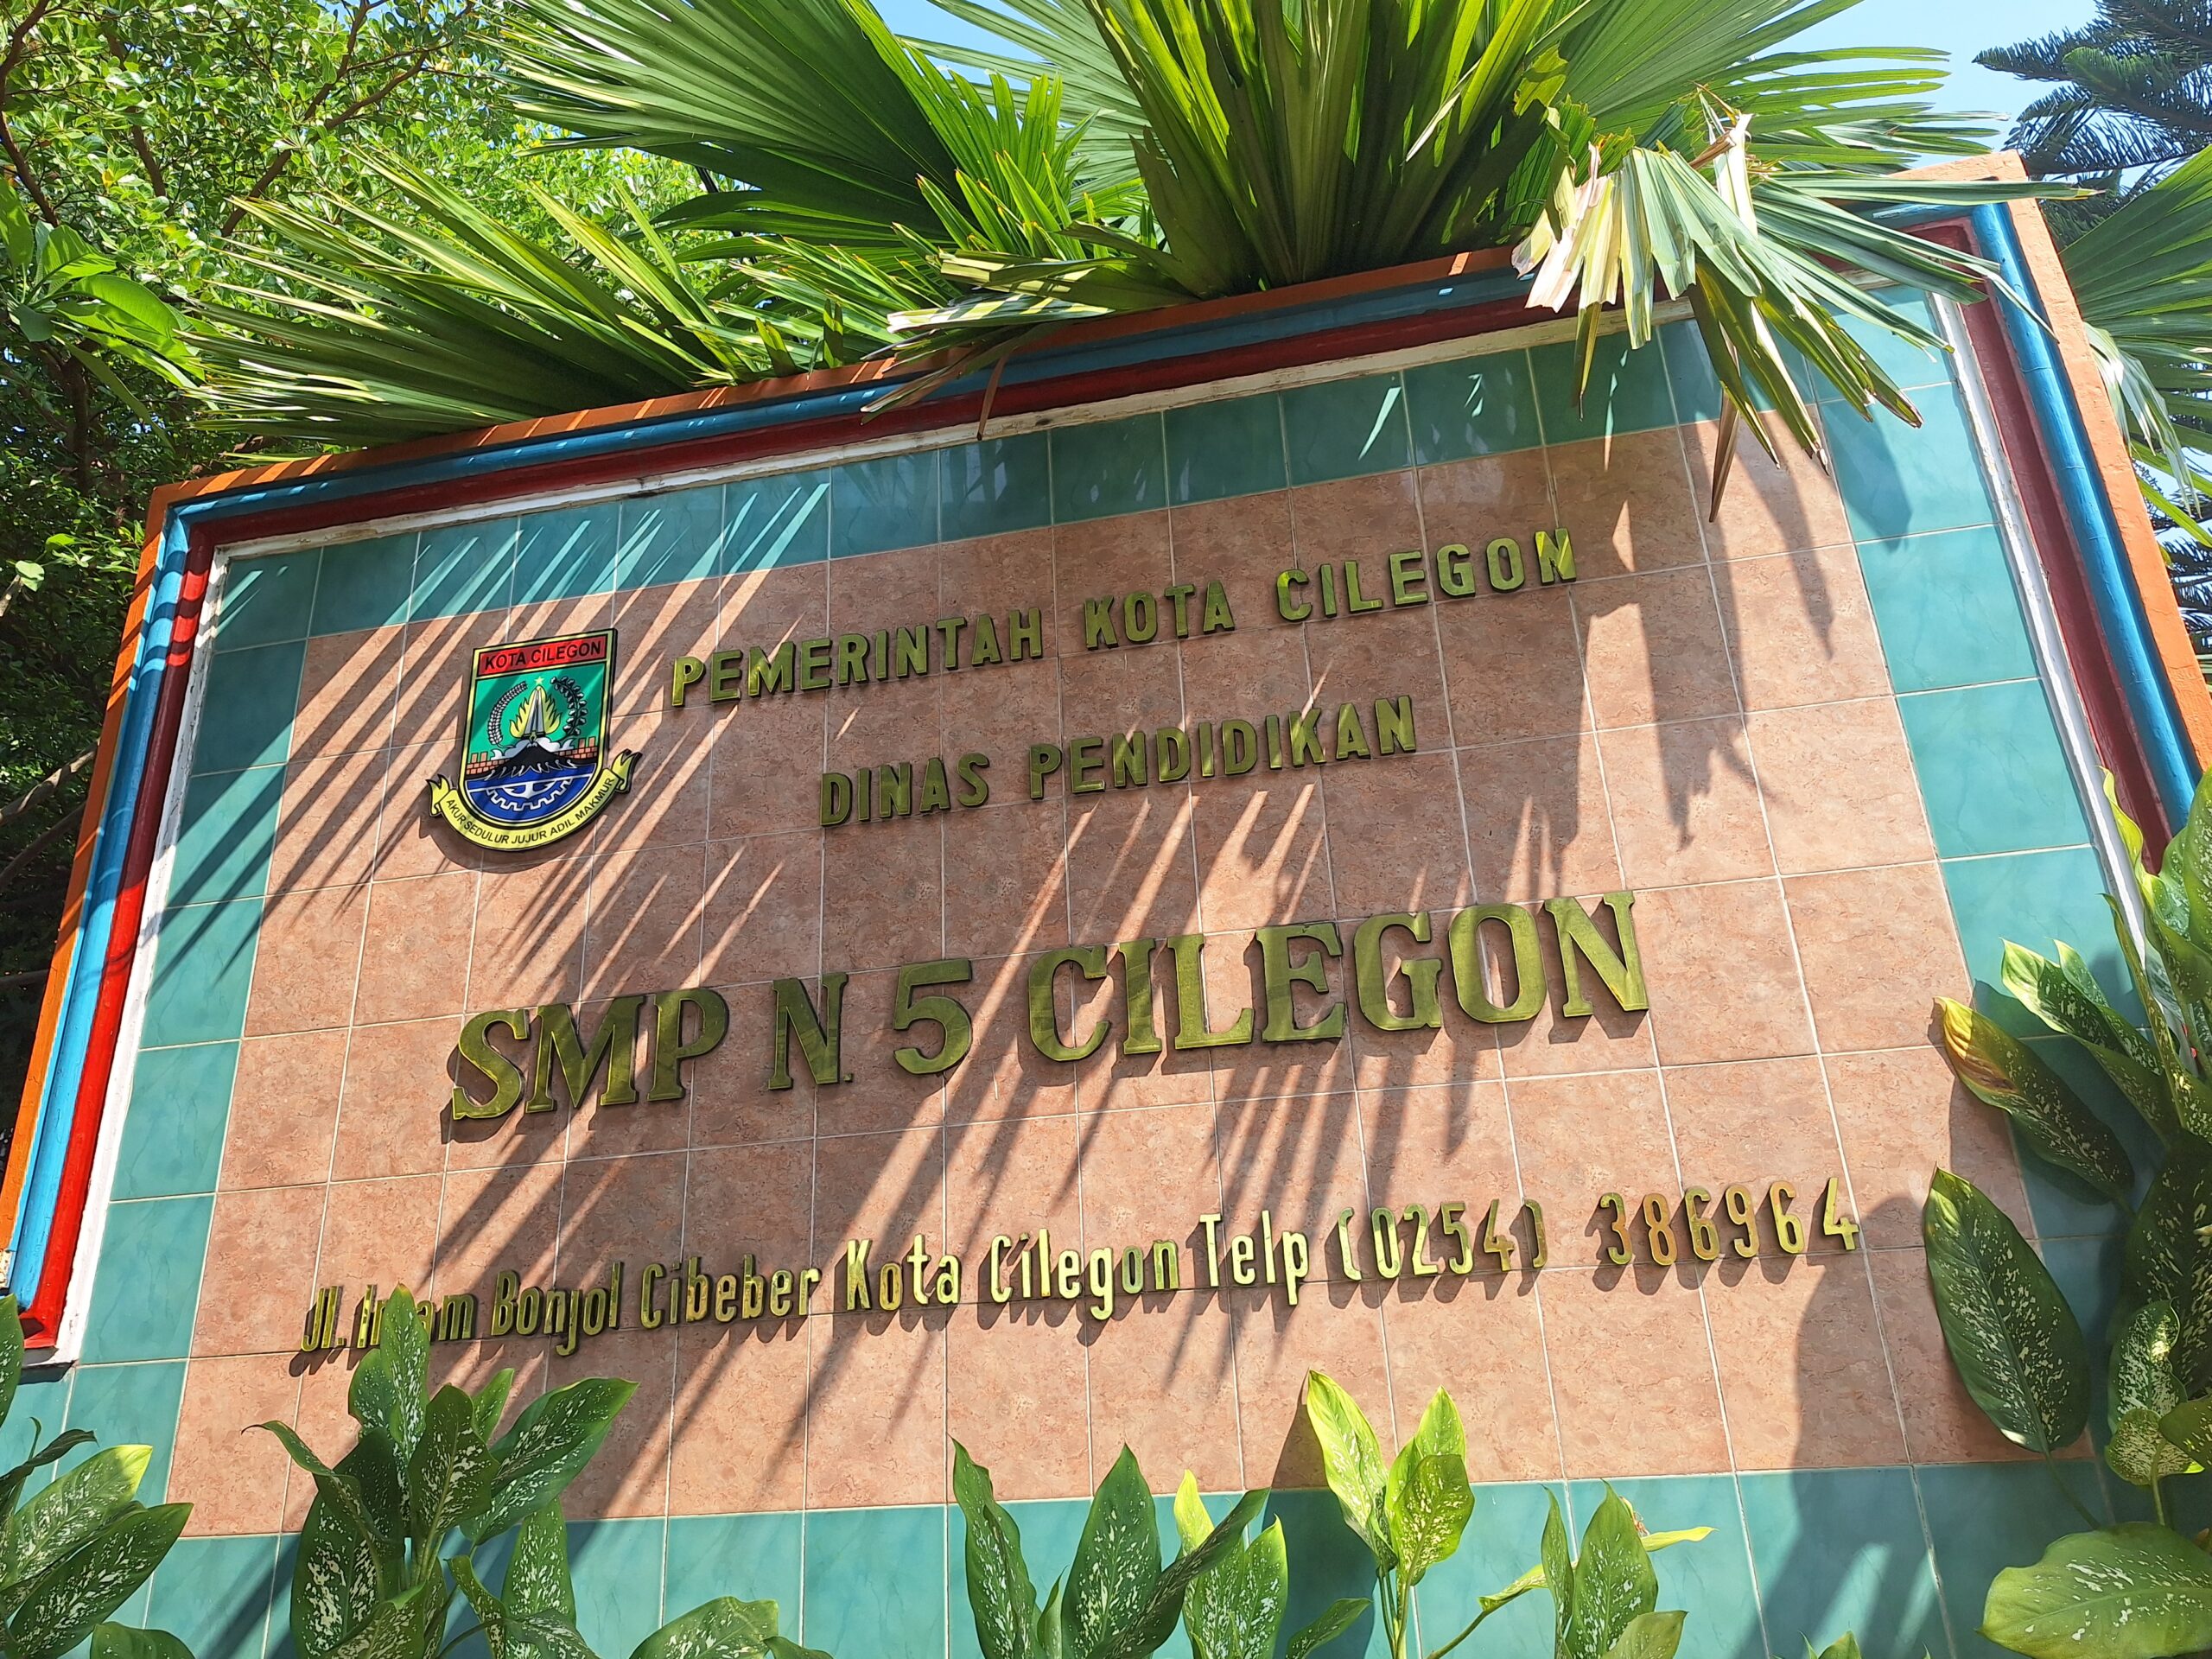 KOTA CILEGON
AKUR SEDULUR JUJUR ADIL MAKMUR
PEMERINTAH KOTA CILEGON
DINAS PENDIDIKAN
SMP N. 5 CILEGON
Jl. Imam Bonjol Cibeber Kota Cilegon Telp (0254) 386964